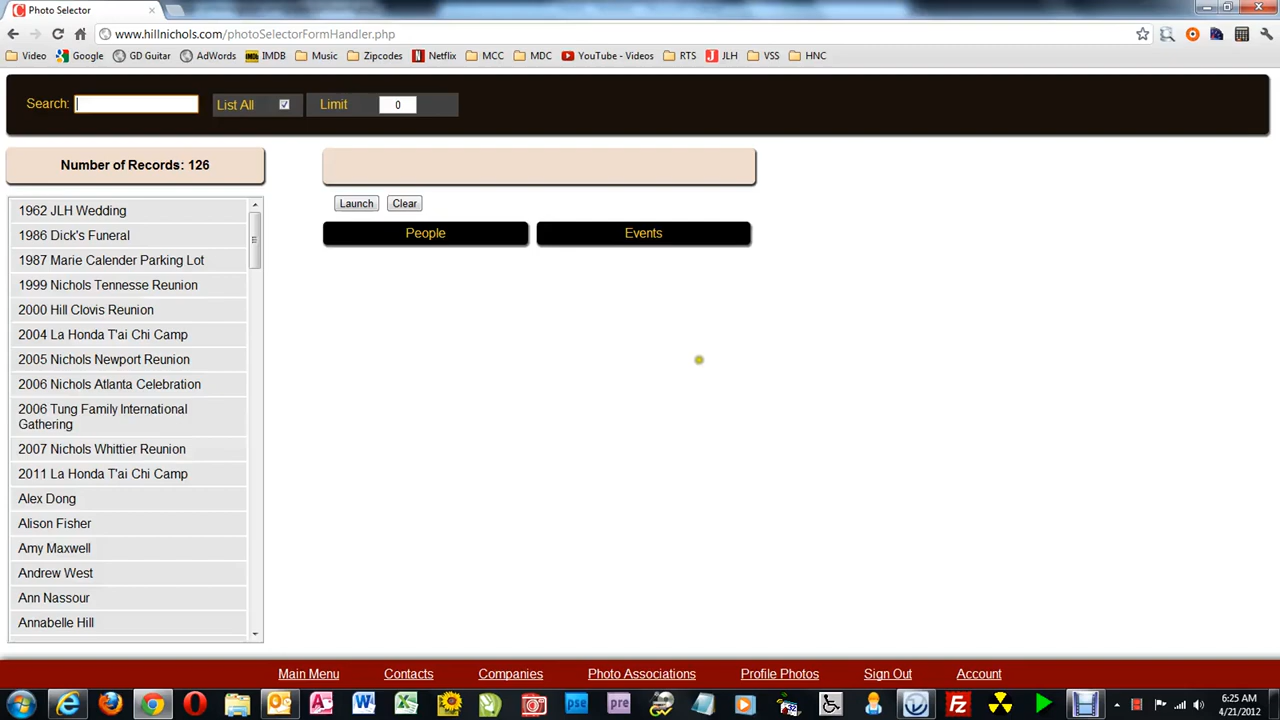 Photo Selector
www.hillnichols.com/photoSelectorFormHandler.php
Video Google GD Guitar AdWords IMDB Music Zipcodes Netflix MCC MDC YouTube - Videos RTS JLH VSS HNC
Search: List All Limit 0
Number of Records: 126
Launch Clear
People Events
1962 JLH Wedding
1986 Dick's Funeral
1987 Marie Calender Parking Lot
1999 Nichols Tennesse Reunion
2000 Hill Clovis Reunion
2004 La Honda T'ai Chi Camp
2005 Nichols Newport Reunion
2006 Nichols Atlanta Celebration
2006 Tung Family International
Gathering
2007 Nichols Whittier Reunion
2011 La Honda T'ai Chi Camp
Alex Dong
Alison Fisher
Amy Maxwell
Andrew West
Ann Nassour
Annabelle Hill
Main Menu Contacts Companies Photo Associations Profile Photos Sign Out Account
pse pre
6:25 AM
4/21/2012